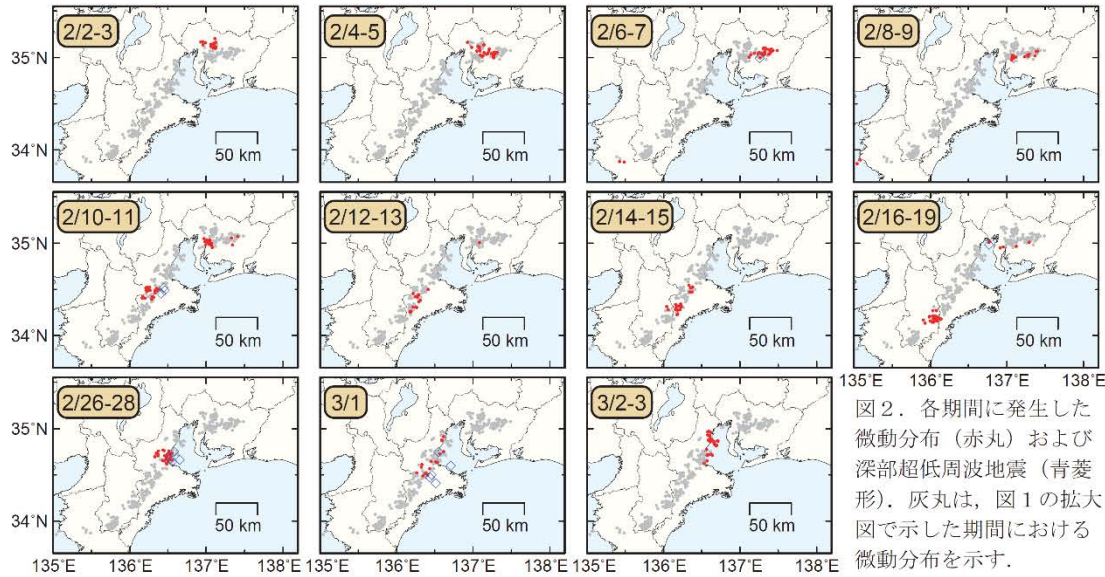 2/2-3
2/4-5
2/6-7
2/8-9
35°N
34°N
50 km
50 km
50 km
50 km
2/10-11
2/12-13
2/14-15
2/16-19
35°N
34°N
50 km
50 km
50 km
50 km
135°E 136°E 137°E 138°E
2/26-28
3/1
3/2-3
35°N
34°N
50 km
50 km
50 km
135°E 136°E 137°E 138°E
135°E 136°E 137°E 138°E
135°E 136°E 137°E 138°E
図2．各期間に発生した
微動分布（赤丸）および
深部超低周波地震（青菱
形）．灰丸は，図1の拡大
図で示した期間における
微動分布を示す．